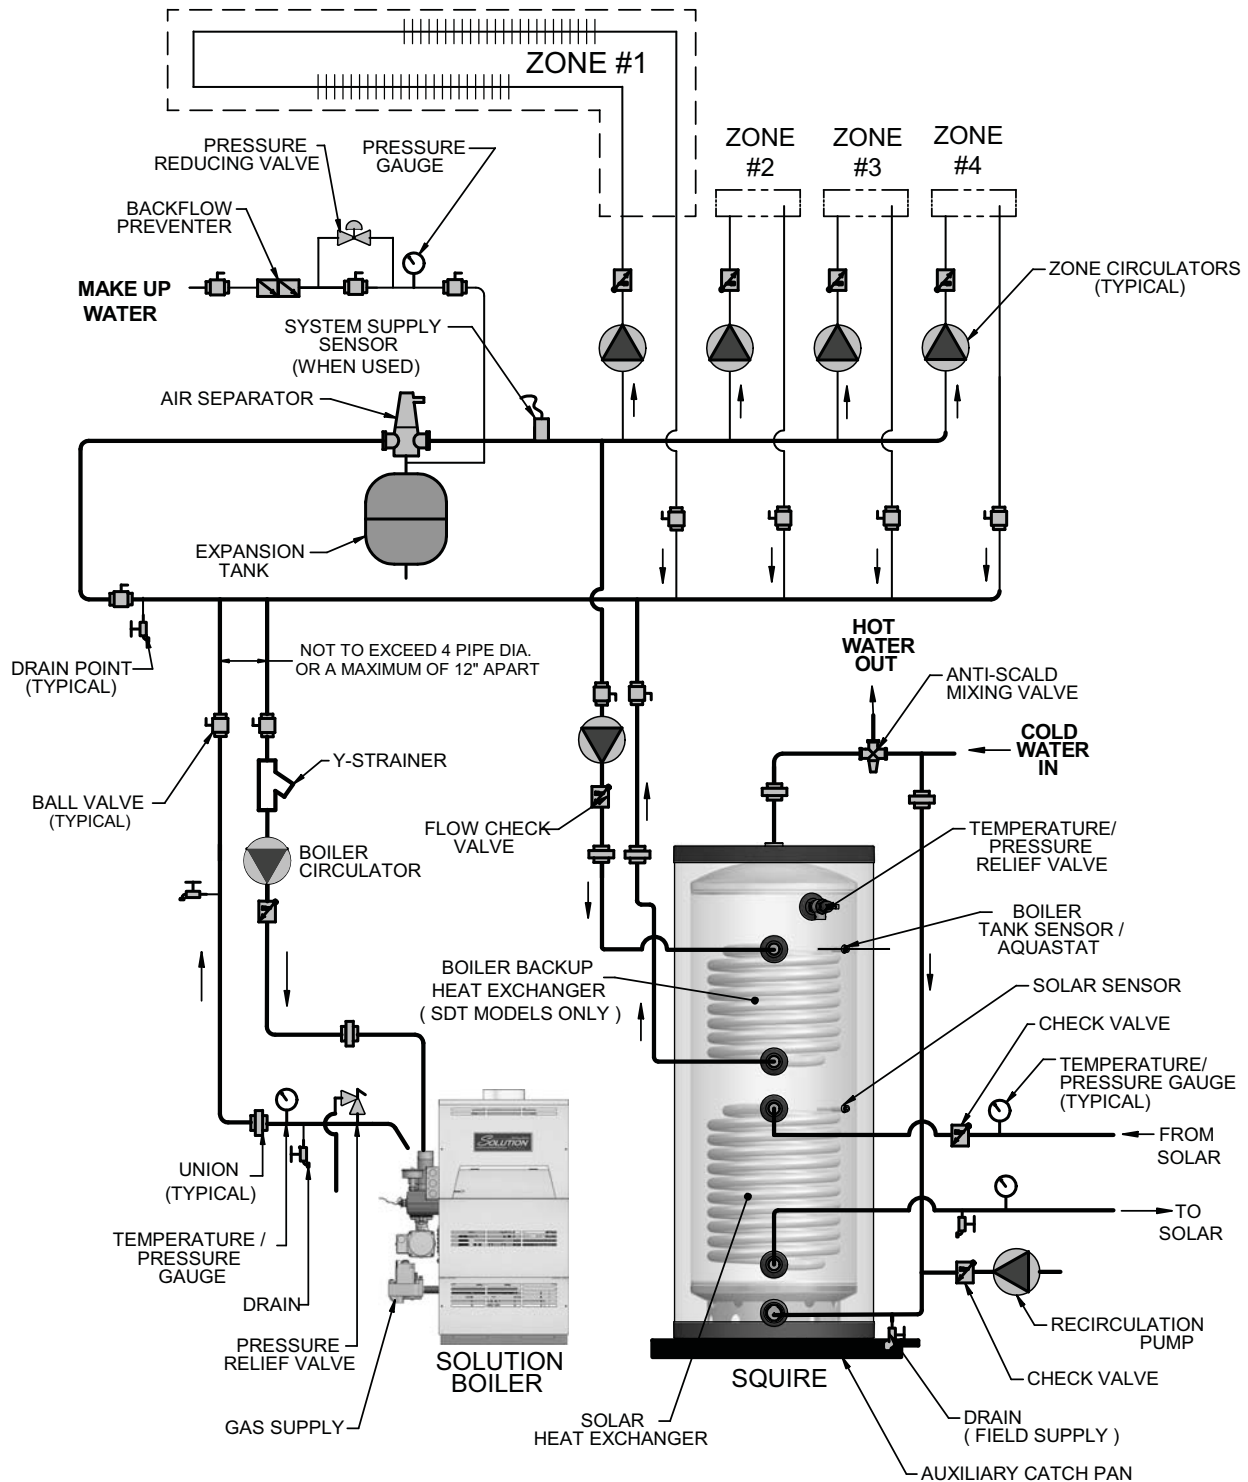 ZONE #1
PRESSURE
REDUCING VALVE
PRESSURE
GAUGE
ZONE
#2
ZONE
#3
ZONE
#4
BACKFLOW
PREVENTER
MAKE UP
WATER
ZONE CIRCULATORS
(TYPICAL)
SYSTEM SUPPLY
SENSOR
(WHEN USED)
AIR SEPARATOR
EXPANSION
TANK
DRAIN POINT
(TYPICAL)
NOT TO EXCEED 4 PIPE DIA.
OR A MAXIMUM OF 12" APART
HOT
WATER
OUT
ANTI-SCALD
MIXING VALVE
COLD
WATER
IN
Y-STRAINER
BALL VALVE
(TYPICAL)
BOILER
CIRCULATOR
FLOW CHECK
VALVE
TEMPERATURE/
PRESSURE
RELIEF VALVE
BOILER
TANK SENSOR /
AQUASTAT
BOILER BACKUP
HEAT EXCHANGER
( SDT MODELS ONLY )
SOLAR SENSOR
CHECK VALVE
TEMPERATURE/
PRESSURE GAUGE
(TYPICAL)
FROM
SOLAR
SOLUTION
UNION
(TYPICAL)
TO
SOLAR
TEMPERATURE /
PRESSURE
GAUGE
DRAIN
PRESSURE
RELIEF VALVE
GAS SUPPLY
SOLUTION
BOILER
SQUIRE
RECIRCULATION
PUMP
CHECK VALVE
SOLAR
HEAT EXCHANGER
DRAIN
( FIELD SUPPLY )
AUXILIARY CATCH PAN